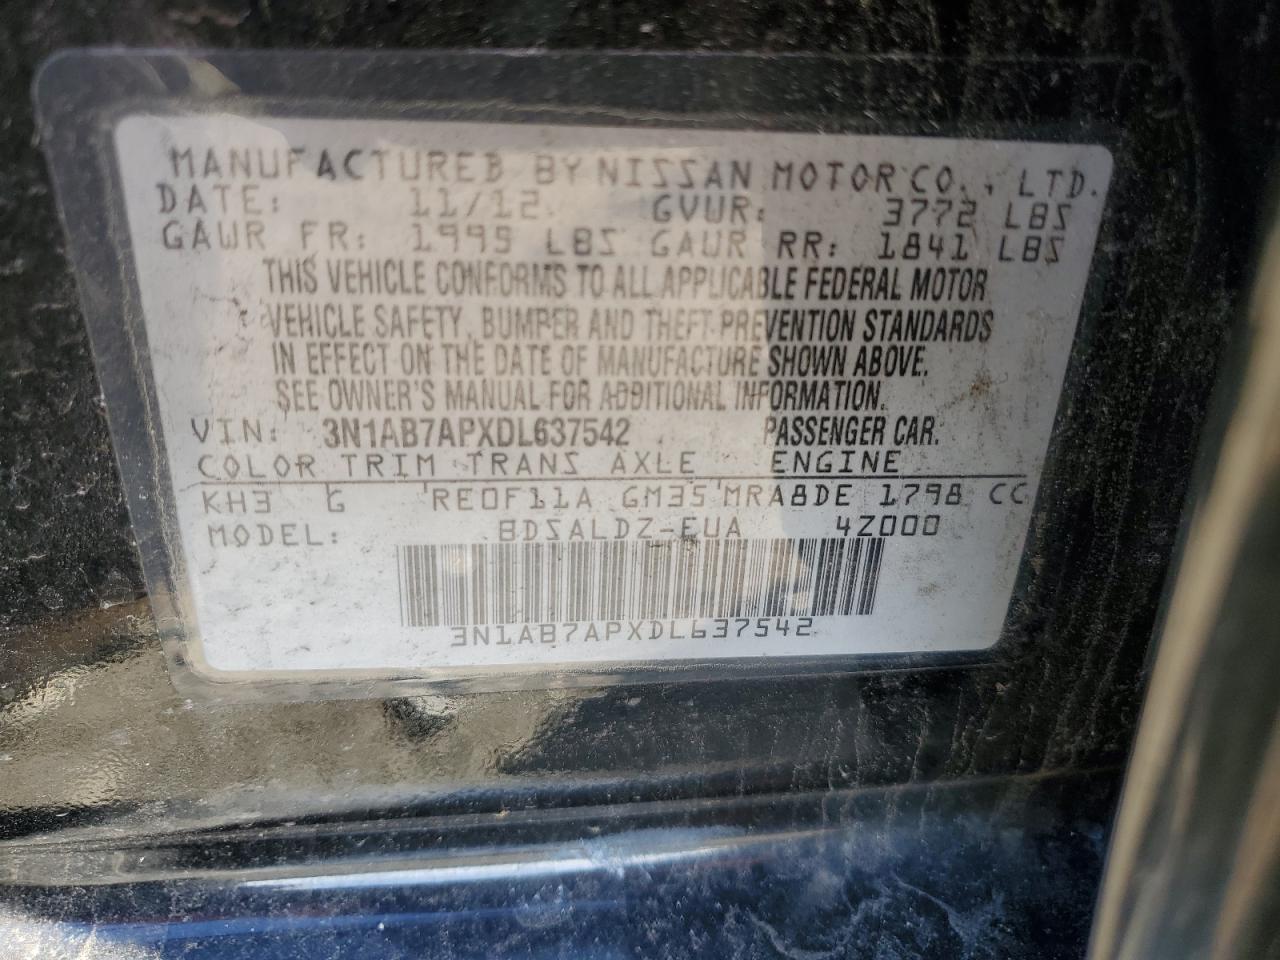 MANUFACTURED BY NISSAN MOTOR CO., LTD.
DATE: 11/12 GVWR: 3772 LBS
GAWR FR: 1995 LBS GAWR RR: 1841 LBS
THIS VEHICLE CONFORMS TO ALL APPLICABLE FEDERAL MOTOR
VEHICLE SAFETY, BUMPER AND THEFT PREVENTION STANDARDS
IN EFFECT ON THE DATE OF MANUFACTURE SHOWN ABOVE.
SEE OWNER'S MANUAL FOR ADDITIONAL INFORMATION.
VIN: 3N1AB7APXDL637542 PASSENGER CAR.
COLOR TRIM TRANS AXLE ENGINE
KH3 G RE0F11A GM35 MRA8DE 1798 CC
MODEL: BDSALDZ-EUA 4Z000
3N1AB7APXDL637542